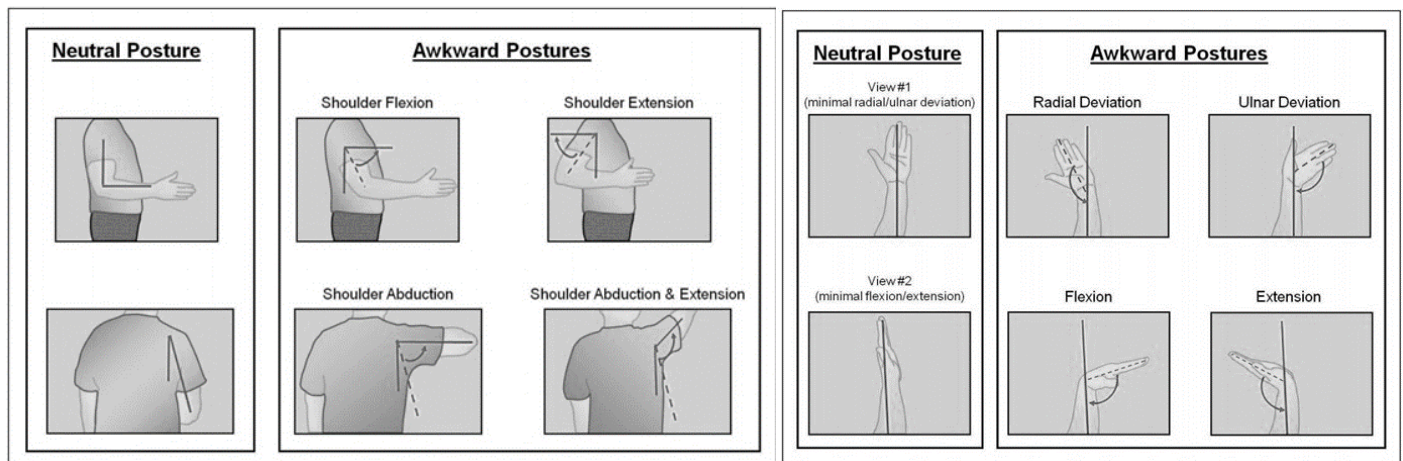 Neutral Posture
Awkward Postures
Shoulder Flexion
Shoulder Extension
Shoulder Abduction
Shoulder Abduction & Extension
Neutral Posture
View #1
(minimal radial/ulnar deviation)
View #2
(minimal flexion/extension)
Awkward Postures
Radial Deviation
Ulnar Deviation
Flexion
Extension